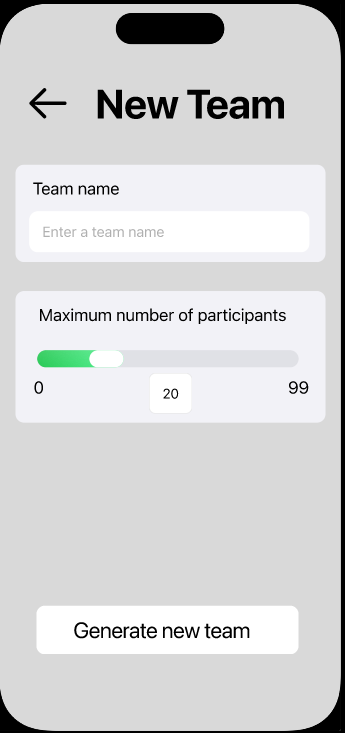 New Team
Team name
Enter a team name
Maximum number of participants
0
20
99
Generate new team